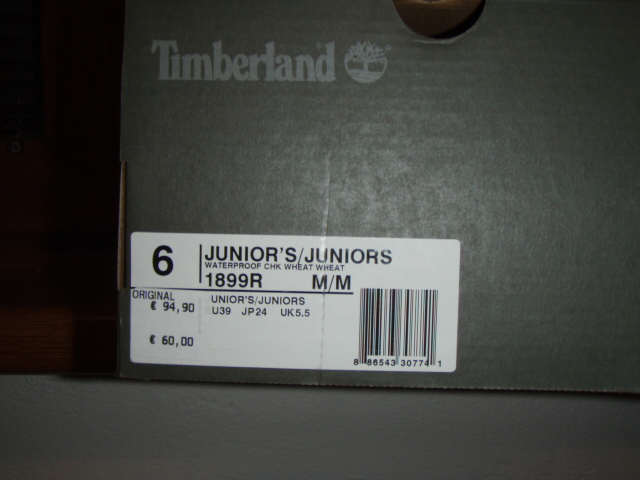 Timberland
6 JUNIOR'S/JUNIORS
WATERPROOF CHK WHEAT WHEAT
1899R M/M
ORIGINAL UNIOR'S/JUNIORS
€ 94,90 U39 JP24 UK5.5
€ 60,00
8 86543 30774 1